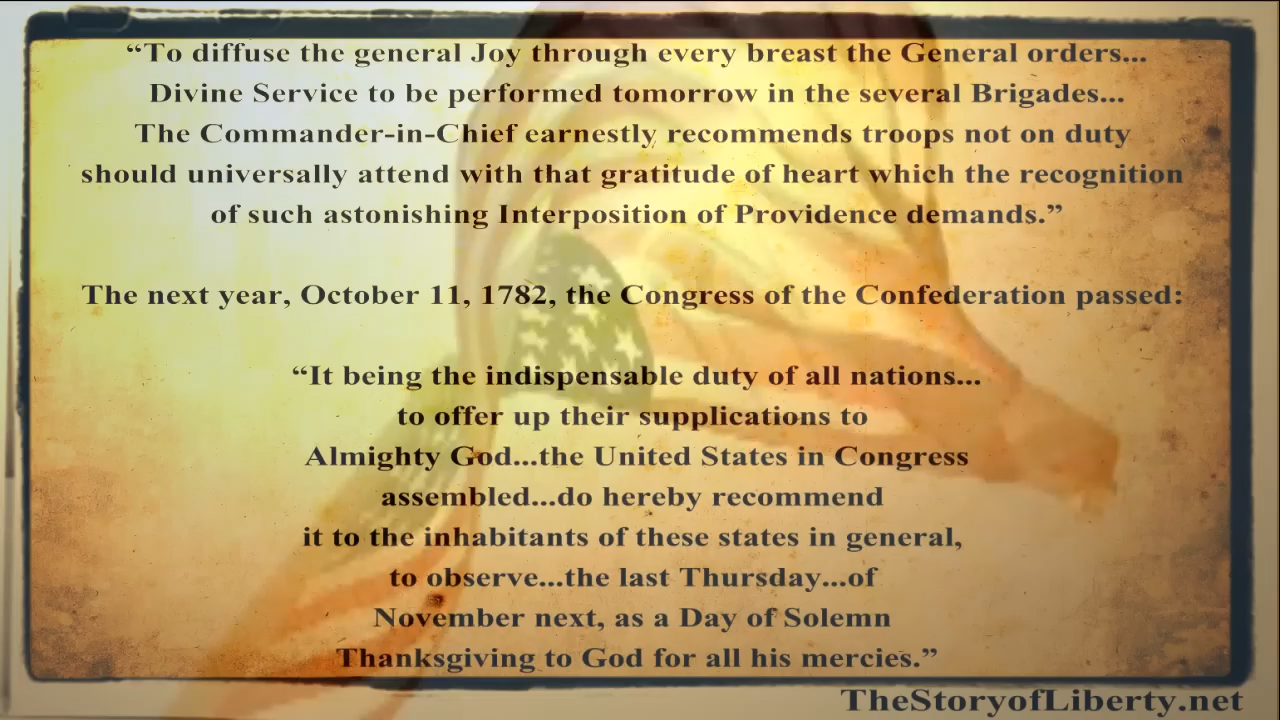 “To diffuse the general Joy through every breast the General orders...
Divine Service to be performed tomorrow in the several Brigades...
The Commander-in-Chief earnestly recommends troops not on duty
should universally attend with that gratitude of heart which the recognition
of such astonishing Interposition of Providence demands.”
The next year, October 11, 1782, the Congress of the Confederation passed:
“It being the indispensable duty of all nations...
to offer up their supplications to
Almighty God...the United States in Congress
assembled...do hereby recommend
it to the inhabitants of these states in general,
to observe...the last Thursday...of
November next, as a Day of Solemn
Thanksgiving to God for all his mercies.”
TheStoryofLiberty.net